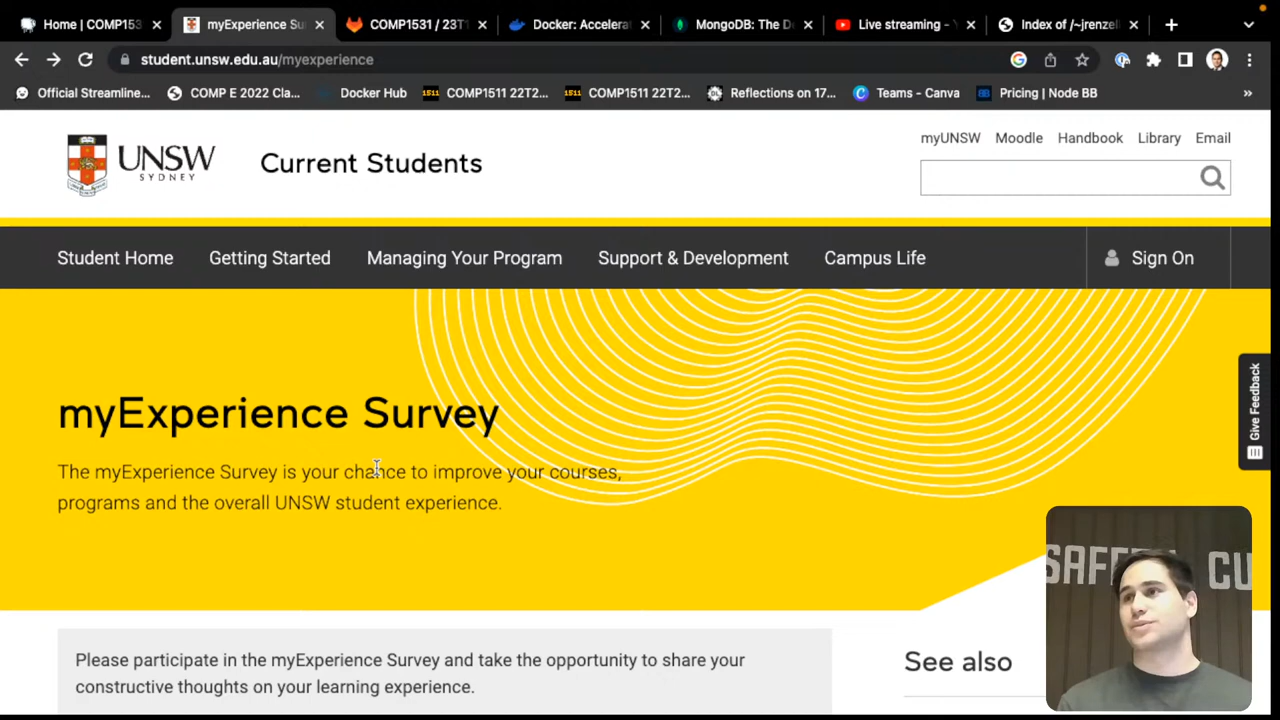 Home | COMP153
myExperience Su
COMP1531 / 23T1
Docker: Accelera
MongoDB: The D
Live streaming -
Index of /~jrenzell
student.unsw.edu.au/myexperience
Official Streamline...
COMP E 2022 Cla...
Docker Hub
1511 COMP1511 22T2...
1511 COMP1511 22T2...
Reflections on 17...
Teams - Canva
BB Pricing | Node BB
»
UNSW
SYDNEY
Current Students
myUNSW Moodle Handbook Library Email
Student Home Getting Started Managing Your Program Support & Development Campus Life Sign On
myExperience Survey
The myExperience Survey is your chance to improve your courses,
programs and the overall UNSW student experience.
Give Feedback
SAFETY CU
Please participate in the myExperience Survey and take the opportunity to share your
constructive thoughts on your learning experience.
See also